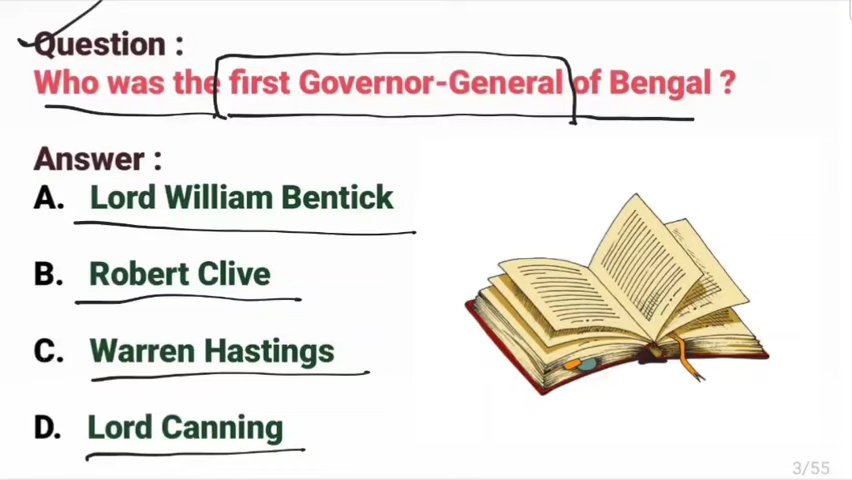 Question :
Who was the first Governor-General of Bengal ?
Answer :
A. Lord William Bentick
B. Robert Clive
C. Warren Hastings
D. Lord Canning
3/55